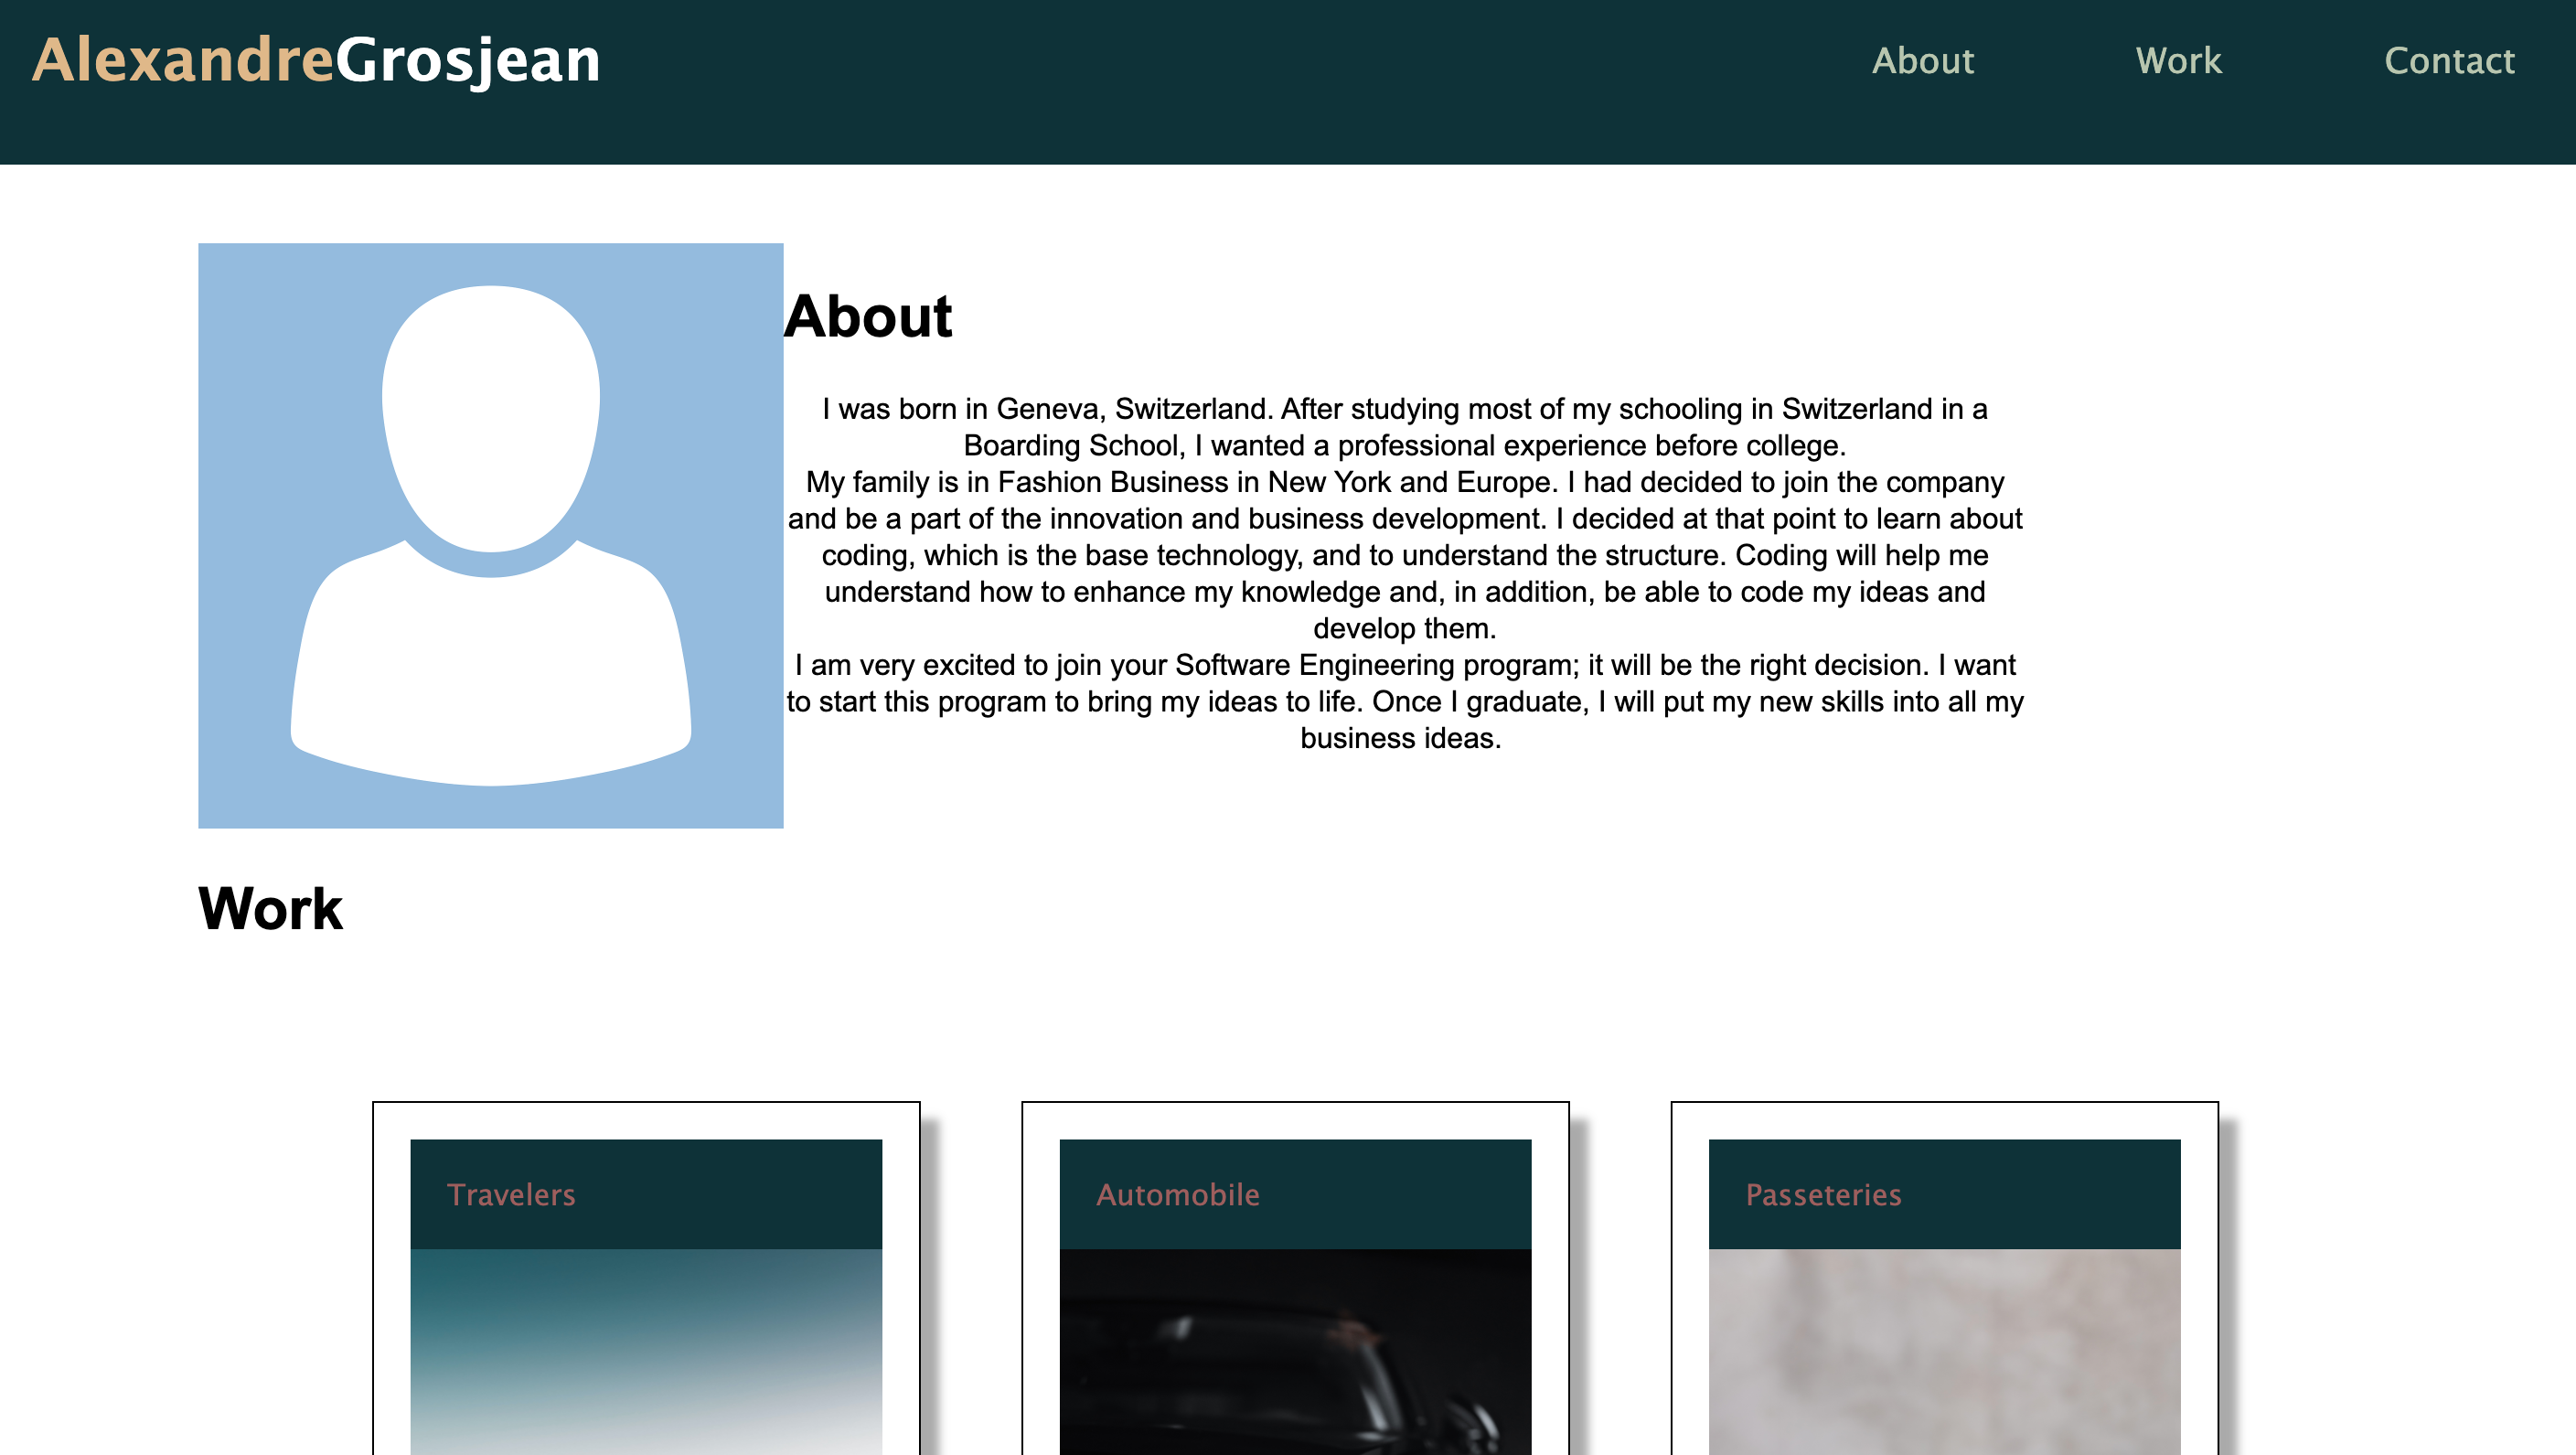 AlexandreGrosjean
About
Work
Contact
About
I was born in Geneva, Switzerland. After studying most of my schooling in Switzerland in a
Boarding School, I wanted a professional experience before college.
My family is in Fashion Business in New York and Europe. I had decided to join the company
and be a part of the innovation and business development. I decided at that point to learn about
coding, which is the base technology, and to understand the structure. Coding will help me
understand how to enhance my knowledge and, in addition, be able to code my ideas and
develop them.
I am very excited to join your Software Engineering program; it will be the right decision. I want
to start this program to bring my ideas to life. Once I graduate, I will put my new skills into all my
business ideas.
Work
Travelers
Automobile
Passeteries